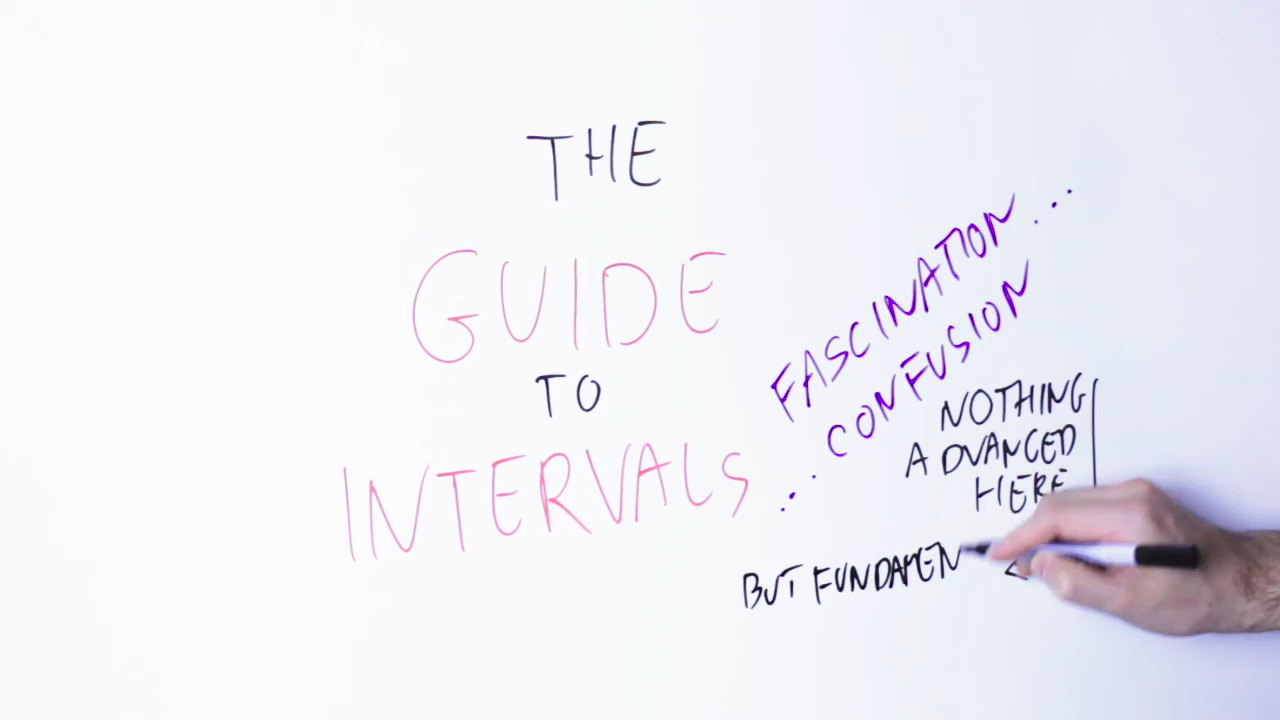 THE
GUIDE
TO
INTERVALS
FASCINATION...
...CONFUSION
NOTHING
ADVANCED
HERE
BUT FUNDAMEN